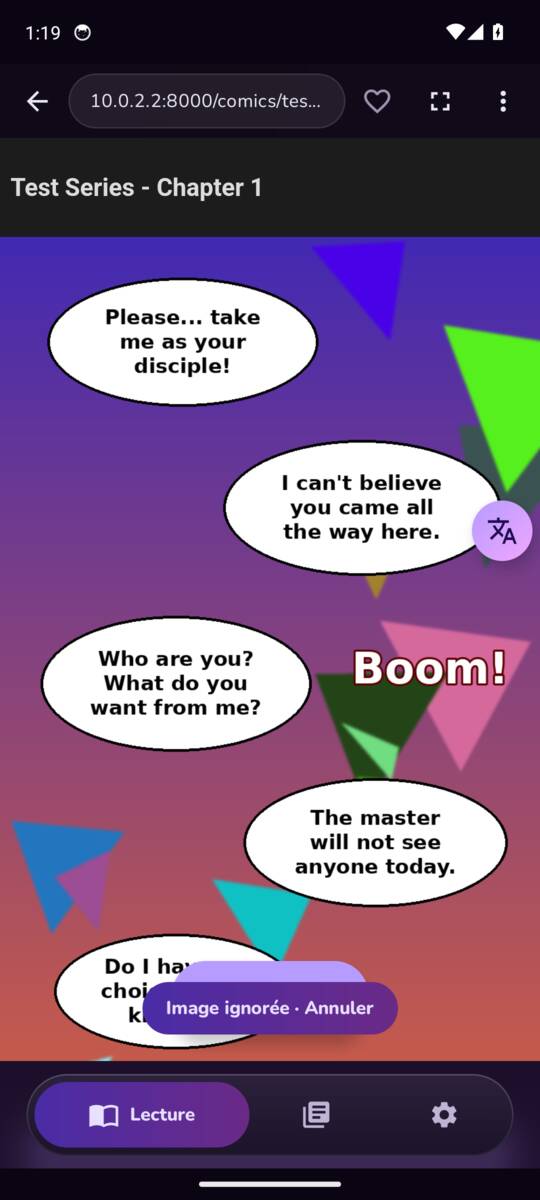 1:19
10.0.2.2:8000/comics/tes...
Test Series - Chapter 1
Please... take
me as your
disciple!
I can't believe
you came all
the way here.
Who are you?
What do you
want from me?
Boom!
The master
will not see
anyone today.
Do I
Image ignorée · Annuler
Lecture